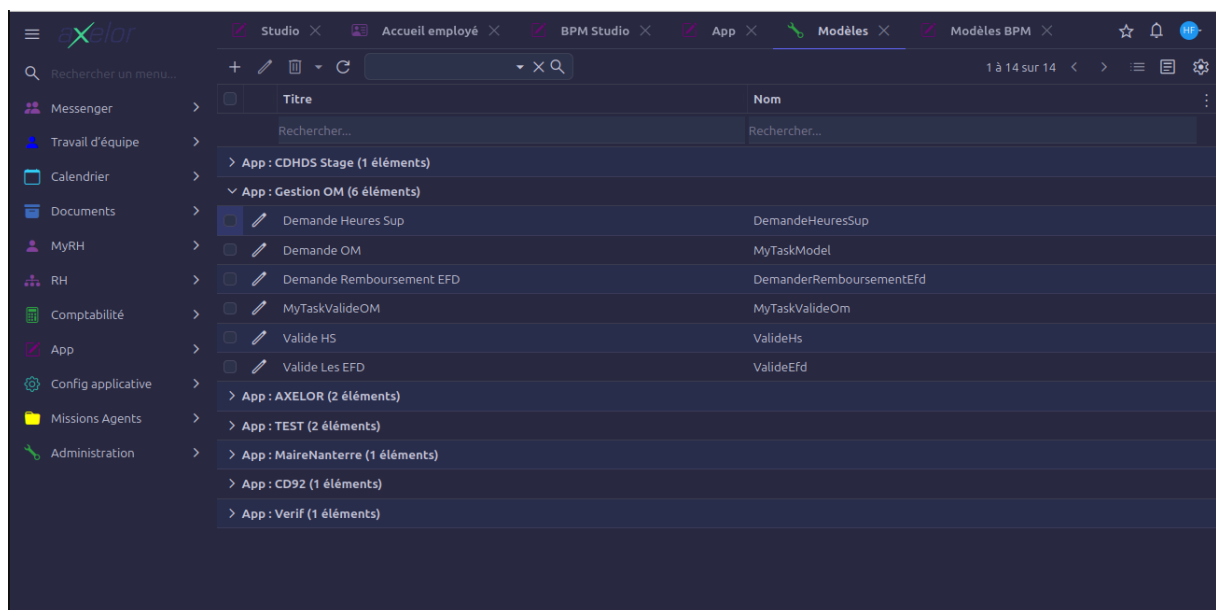 axelor
Studio
Accueil employé
BPM Studio
App
Modèles
Modèles BPM
HF
Rechercher un menu...
1 à 14 sur 14
Messenger
Travail d'équipe
Calendrier
Documents
MyRH
RH
Comptabilité
App
Config applicative
Missions Agents
Administration
Titre Nom
Rechercher... Rechercher...
App : CDHDS Stage (1 éléments)
App : Gestion OM (6 éléments)
Demande Heures Sup DemandeHeuresSup
Demande OM MyTaskModel
Demande Remboursement EFD DemanderRemboursementEfd
MyTaskValideOM MyTaskValideOm
Valide HS ValideHs
Valide Les EFD ValideEfd
App : AXELOR (2 éléments)
App : TEST (2 éléments)
App : MaireNanterre (1 éléments)
App : CD92 (1 éléments)
App : Verif (1 éléments)